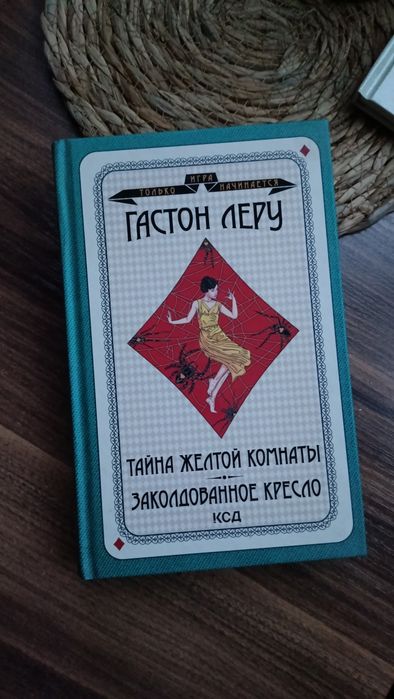 ТОЛЬКО ИГРА НАЧИНАЕТСЯ
ГАСТОН ЛЕРУ
ТАЙНА ЖЕЛТОЙ КОМНАТЫ
ЗАКОЛДОВАННОЕ КРЕСЛО
КСД